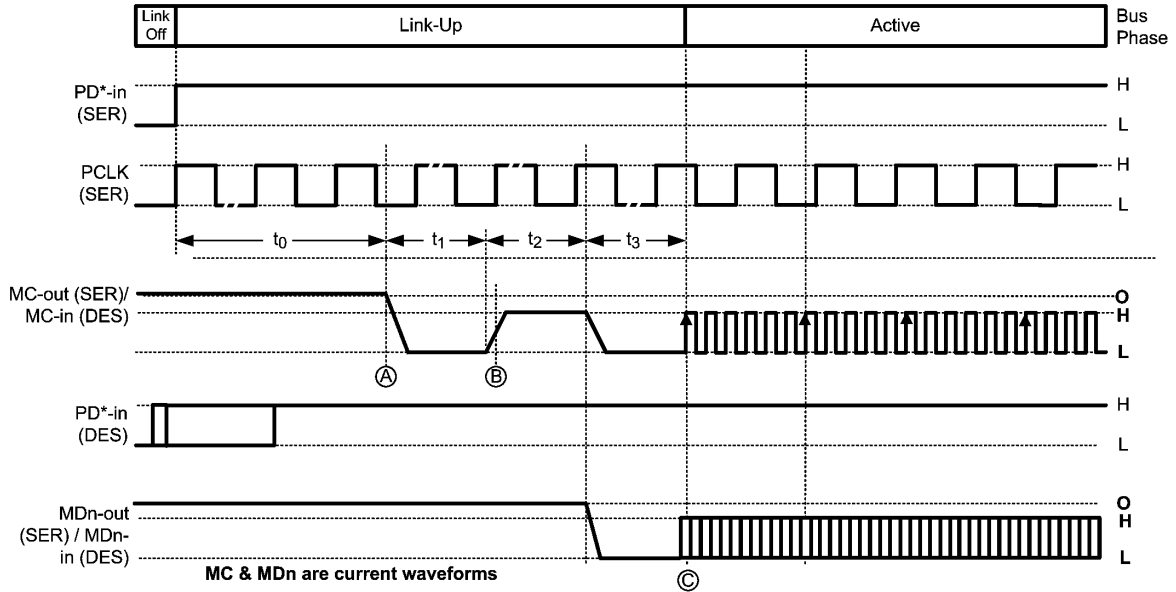 Link
Off
Link-Up
Active
Bus
Phase
PD*-in
(SER)
H
L
PCLK
(SER)
H
L
t0
t1
t2
t3
MC-out (SER)/
MC-in (DES)
O
H
L
A
B
PD*-in
(DES)
H
L
MDn-out
(SER) / MDn-
in (DES)
O
H
L
MC & MDn are current waveforms
C